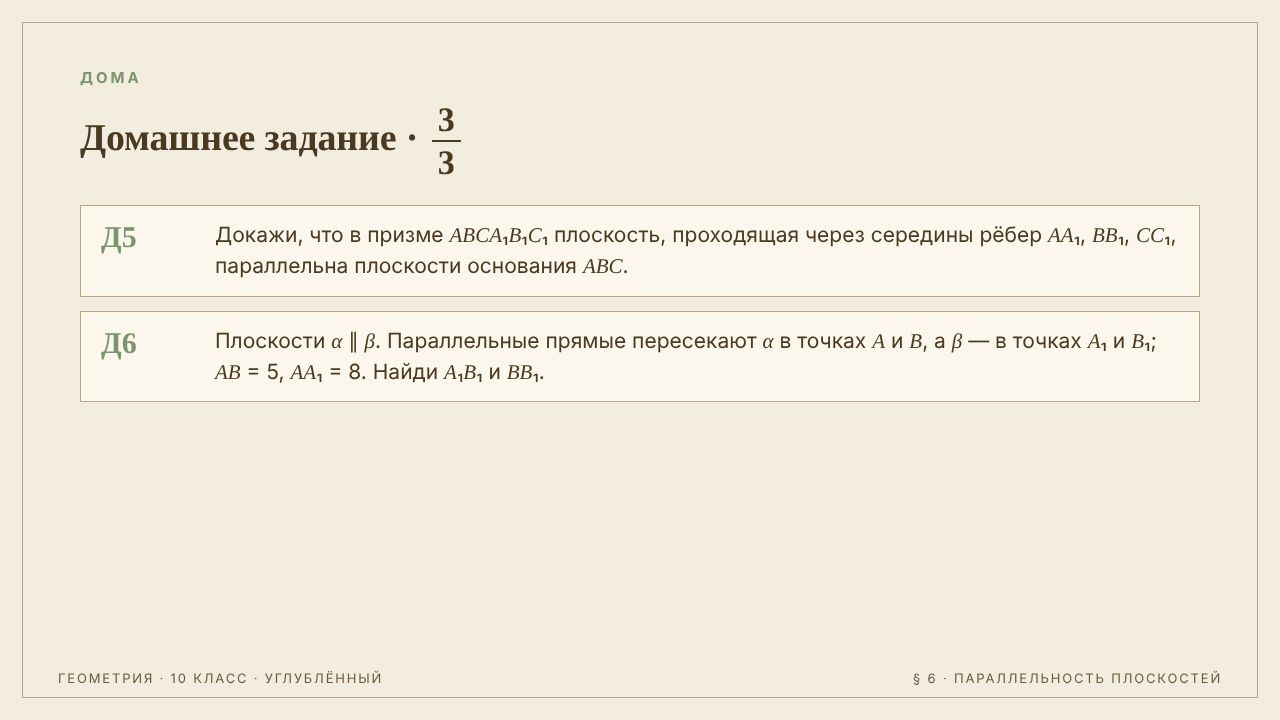 ДОМА
Домашнее задание · 3/3
Д5
Докажи, что в призме ABCA₁B₁C₁ плоскость, проходящая через середины рёбер AA₁, BB₁, CC₁,
параллельна плоскости основания ABC.
Д6
Плоскости α ∥ β. Параллельные прямые пересекают α в точках A и B, а β — в точках A₁ и B₁;
AB = 5, AA₁ = 8. Найди A₁B₁ и BB₁.
ГЕОМЕТРИЯ · 10 КЛАСС · УГЛУБЛЁННЫЙ
§ 6 · ПАРАЛЛЕЛЬНОСТЬ ПЛОСКОСТЕЙ